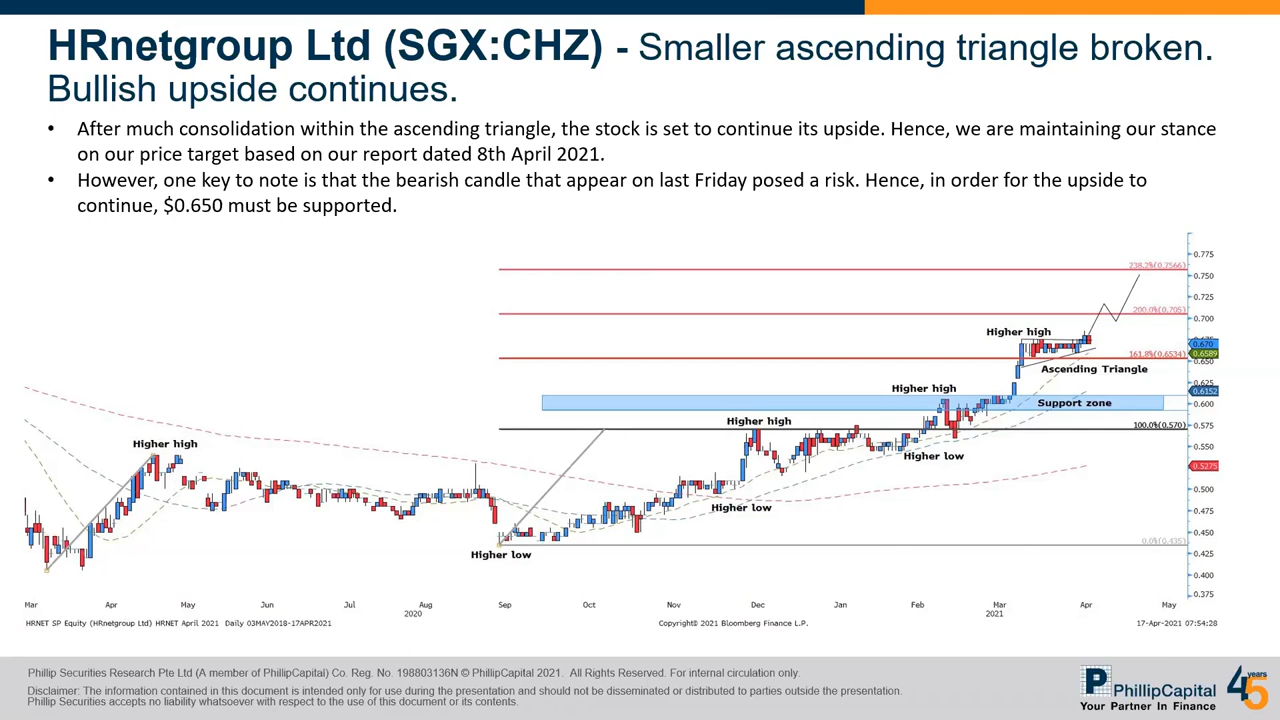 HRnetgroup Ltd (SGX:CHZ) - Smaller ascending triangle broken.
Bullish upside continues.
• After much consolidation within the ascending triangle, the stock is set to continue its upside. Hence, we are maintaining our stance
on our price target based on our report dated 8th April 2021.
• However, one key to note is that the bearish candle that appear on last Friday posed a risk. Hence, in order for the upside to
continue, $0.650 must be supported.
0.775
238.2%(0.7566)
0.750
0.725
200.0%(0.705)
0.700
Higher high
0.670
161.8%(0.6534)
0.6589
0.650
Ascending Triangle
0.625
Higher high
0.6152
Support zone
0.600
Higher high
100.0%(0.570)
0.575
Higher high
0.550
Higher low
0.5275
0.500
Higher low
0.475
0.450
Higher low
0.0%(0.435)
0.425
0.400
0.375
Mar Apr May Jun Jul Aug Sep Oct Nov Dec Jan Feb Mar Apr May
2020 2021
HRNET SP Equity (HRnetgroup Ltd) HRNET April 2021 Daily 03MAY2018-17APR2021
Copyright© 2021 Bloomberg Finance L.P.
17-Apr-2021 07:54:28
Phillip Securities Research Pte Ltd (A member of PhillipCapital) Co. Reg. No. 198803136N © PhillipCapital 2021. All Rights Reserved. For internal circulation only.
Disclaimer: The information contained in this document is intended only for use during the presentation and should not be disseminated or distributed to parties outside the presentation.
Phillip Securities accepts no liability whatsoever with respect to the use of this document or its contents.
P
PhillipCapital
Your Partner In Finance
45 years